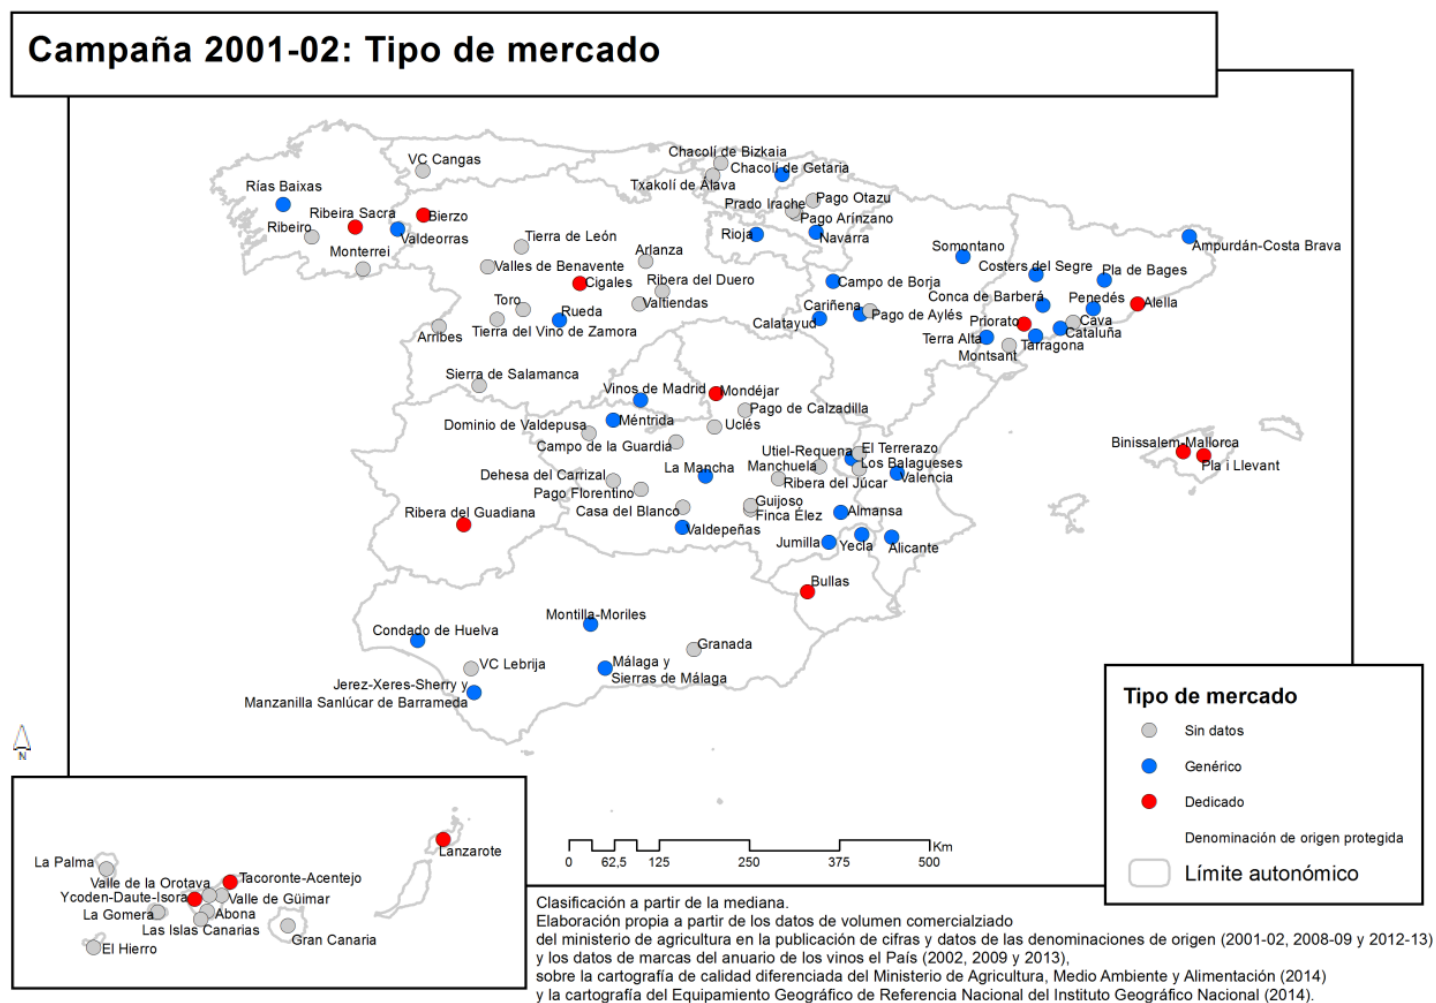 Campaña 2001-02: Tipo de mercado
VC Cangas
Chacolí de Bizkaia
Chacolí de Getaria
Txakolí de Álava
Rías Baixas
Ribeira Sacra
Bierzo
Ribeiro
Valdeorras
Monterrei
Prado Irache
Pago Otazu
Pago Arínzano
Rioja
Navarra
Tierra de León
Arlanza
Valles de Benavente
Cigales
Ribera del Duero
Toro
Rueda
Valtiendas
Tierra del Vino de Zamora
Arribes
Sierra de Salamanca
Somontano
Campo de Borja
Cariñena
Pago de Aylés
Calatayud
Ampurdán-Costa Brava
Costers del Segre
Pla de Bages
Conca de Barberá
Penedés
Alella
Priorato
Cava
Cataluña
Terra Alta
Tarragona
Montsant
Vinos de Madrid
Mondéjar
Méntrida
Pago de Calzadilla
Dominio de Valdepusa
Uclés
Campo de la Guardia
Utiel-Requena
El Terrerazo
La Mancha
Manchuela
Los Balagueses
Valencia
Dehesa del Carrizal
Ribera del Júcar
Pago Florentino
Casa del Blanco
Guijoso
Finca Élez
Almansa
Valdepeñas
Jumilla
Yecla
Alicante
Ribera del Guadiana
Bullas
Binissalem-Mallorca
Pla i Llevant
Montilla-Moriles
Condado de Huelva
Granada
VC Lebrija
Málaga y
Sierras de Málaga
Jerez-Xeres-Sherry y
Manzanilla Sanlúcar de Barrameda
N
La Palma
Valle de la Orotava
Tacoronte-Acentejo
Ycoden-Daute-Isora
Valle de Güimar
La Gomera
Abona
Las Islas Canarias
El Hierro
Gran Canaria
Lanzarote
Km
0 62,5 125 250 375 500
Tipo de mercado
Sin datos
Genérico
Dedicado
Denominación de origen protegida
Límite autonómico
Clasificación a partir de la mediana.
Elaboración propia a partir de los datos de volumen comercialziado
del ministerio de agricultura en la publicación de cifras y datos de las denominaciones de origen (2001-02, 2008-09 y 2012-13)
y los datos de marcas del anuario de los vinos el País (2002, 2009 y 2013),
sobre la cartografía de calidad diferenciada del Ministerio de Agricultura, Medio Ambiente y Alimentación (2014)
y la cartografía del Equipamiento Geográfico de Referencia Nacional del Instituto Geográfico Nacional (2014).